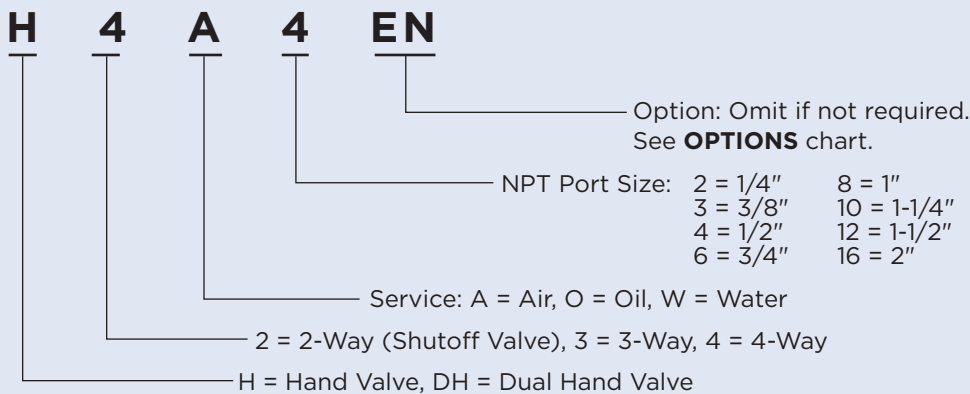 H 4 A 4 EN
Option: Omit if not required.
See OPTIONS chart.
NPT Port Size: 2 = 1/4" 8 = 1"
3 = 3/8" 10 = 1-1/4"
4 = 1/2" 12 = 1-1/2"
6 = 3/4" 16 = 2"
Service: A = Air, O = Oil, W = Water
2 = 2-Way (Shutoff Valve), 3 = 3-Way, 4 = 4-Way
H = Hand Valve, DH = Dual Hand Valve